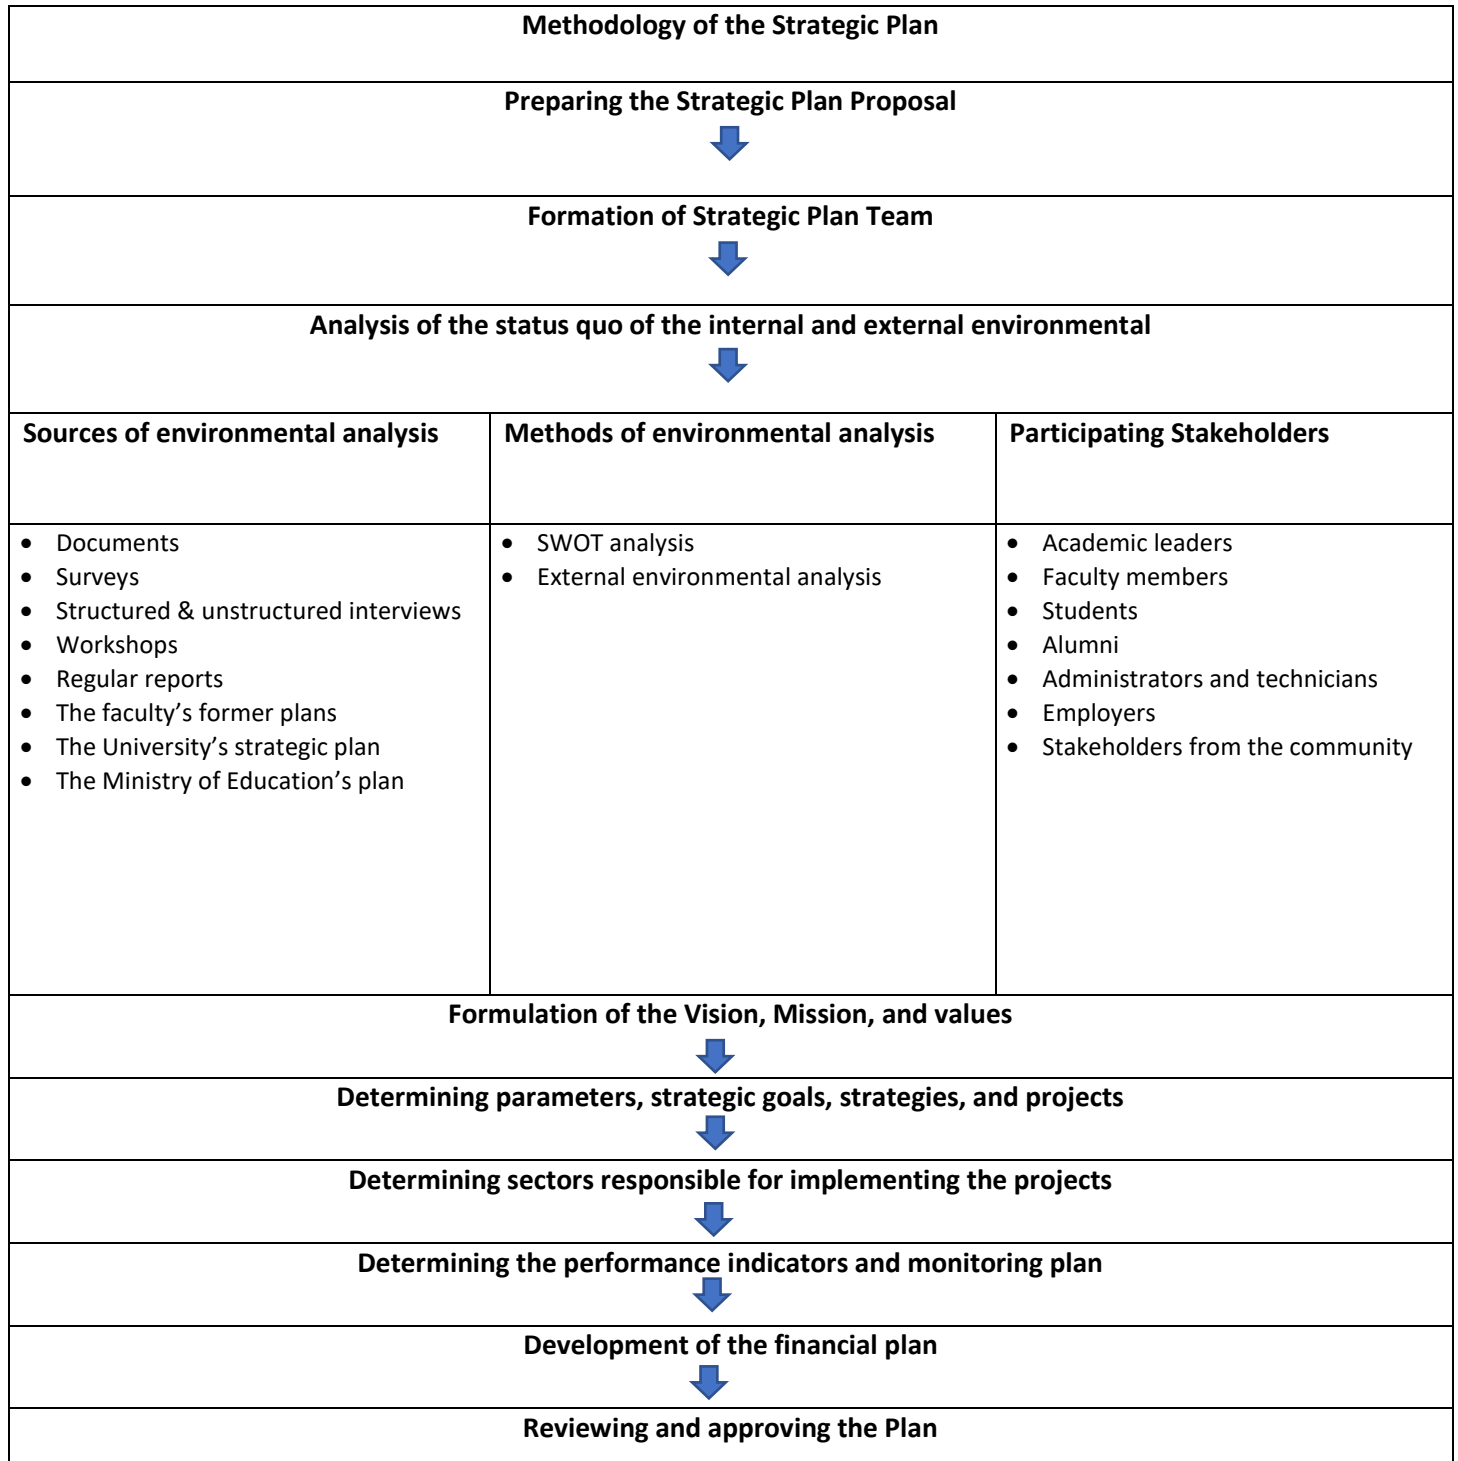 Methodology of the Strategic Plan
Preparing the Strategic Plan Proposal
Formation of Strategic Plan Team
Analysis of the status quo of the internal and external environmental
Sources of environmental analysis
Methods of environmental analysis
Participating Stakeholders
• Documents
• Surveys
• Structured & unstructured interviews
• Workshops
• Regular reports
• The faculty’s former plans
• The University’s strategic plan
• The Ministry of Education’s plan
• SWOT analysis
• External environmental analysis
• Academic leaders
• Faculty members
• Students
• Alumni
• Administrators and technicians
• Employers
• Stakeholders from the community
Formulation of the Vision, Mission, and values
Determining parameters, strategic goals, strategies, and projects
Determining sectors responsible for implementing the projects
Determining the performance indicators and monitoring plan
Development of the financial plan
Reviewing and approving the Plan